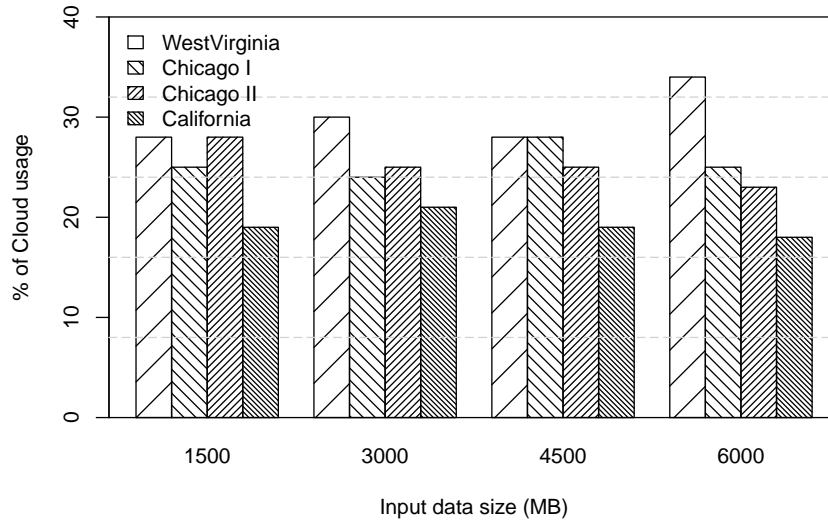 40
30
20
10
0
% of Cloud usage
WestVirginia
Chicago I
Chicago II
California
1500 3000 4500 6000
Input data size (MB)